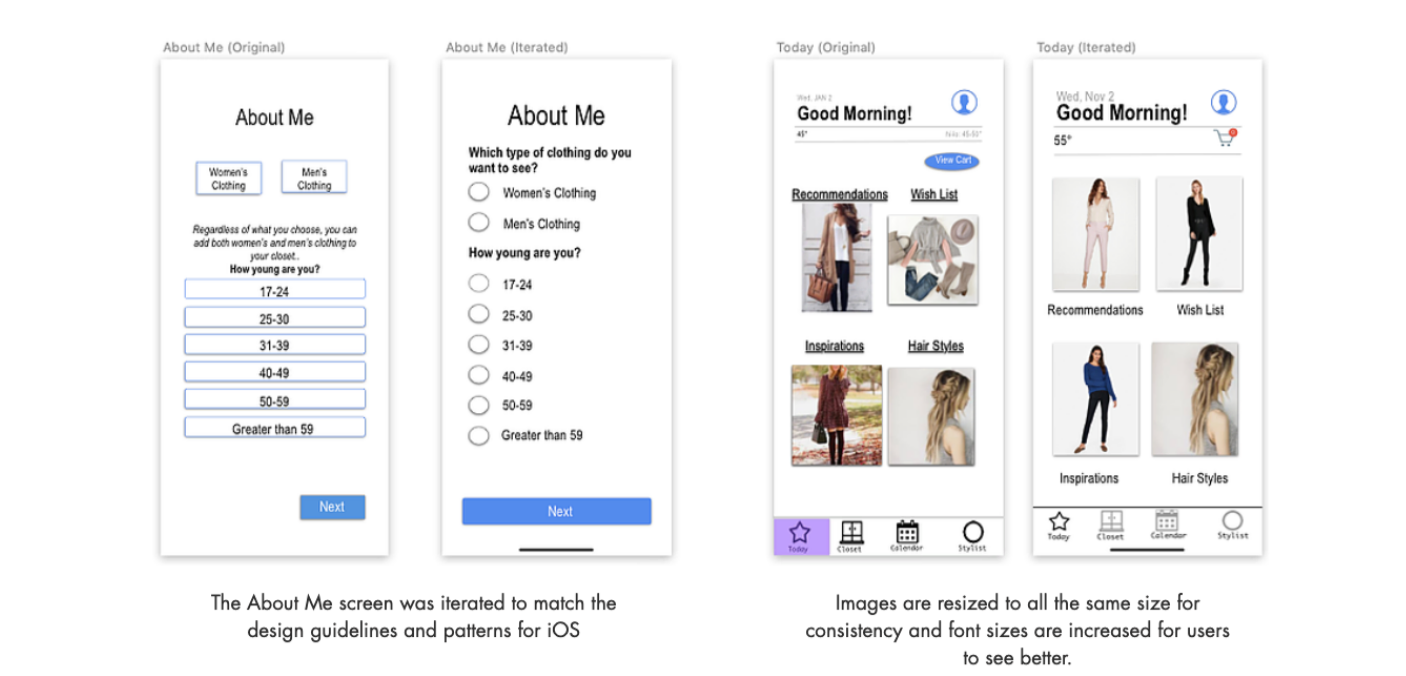 About Me (Original)
About Me
Women's
Clothing
Men's
Clothing
Regardless of what you choose, you can
add both women's and men's clothing to
your closet..
How young are you?
17-24
25-30
31-39
40-49
50-59
Greater than 59
Next
About Me (Iterated)
About Me
Which type of clothing do you
want to see?
Women's Clothing
Men's Clothing
How young are you?
17-24
25-30
31-39
40-49
50-59
Greater than 59
Next
The About Me screen was iterated to match the
design guidelines and patterns for iOS
Today (Original)
Wed, JAN 2
Good Morning!
45°
View Cart
Recommendations
Wish List
Inspirations
Hair Styles
Today
Closet
Calendar
Stylist
Today (Iterated)
Wed, Nov 2
Good Morning!
55°
Recommendations
Wish List
Inspirations
Hair Styles
Today
Closet
Calendar
Stylist
Images are resized to all the same size for
consistency and font sizes are increased for users
to see better.